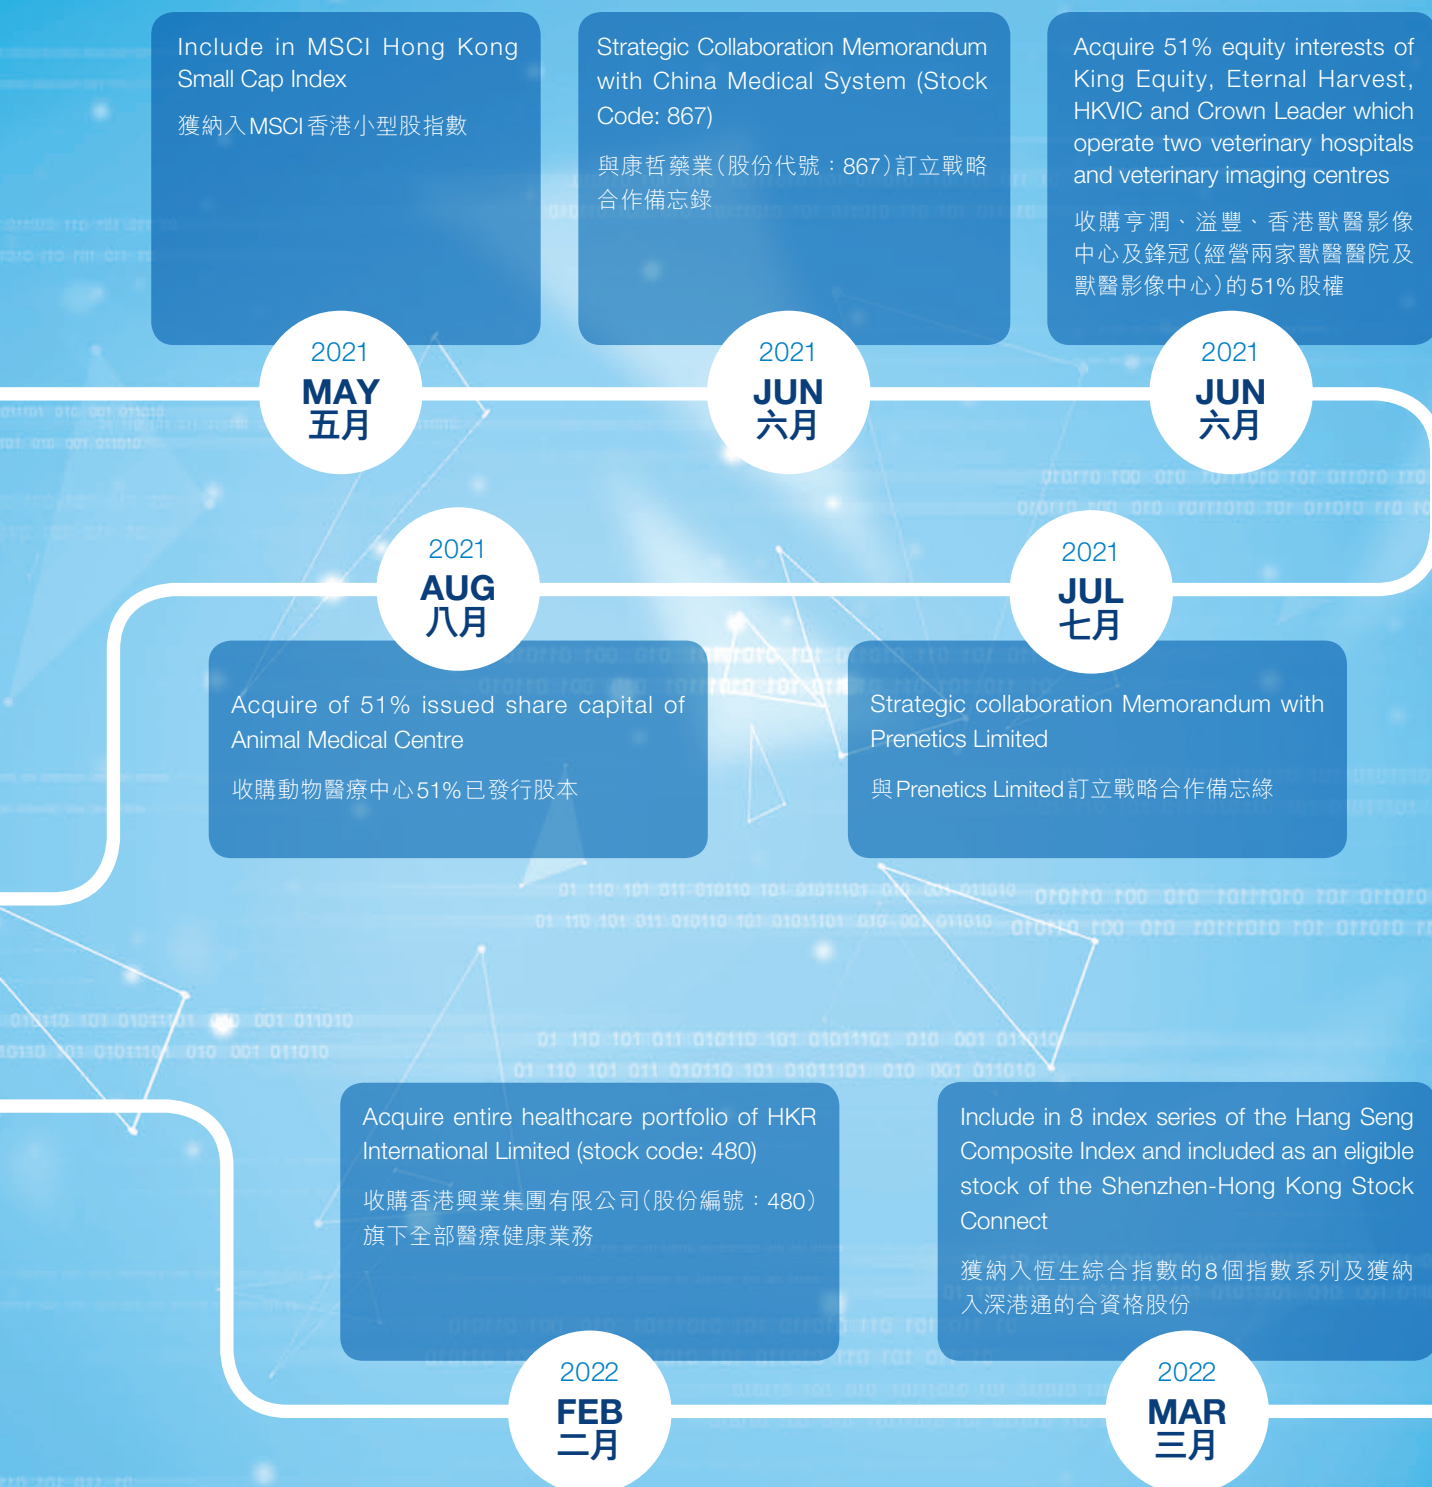 Include in MSCI Hong Kong
Small Cap Index
獲納入MSCI香港小型股指數
2021
MAY
五月
Strategic Collaboration Memorandum
with China Medical System (Stock
Code: 867)
與康哲藥業（股份代號：867）訂立戰略
合作備忘錄
2021
JUN
六月
Acquire 51% equity interests of
King Equity, Eternal Harvest,
HKVIC and Crown Leader which
operate two veterinary hospitals
and veterinary imaging centres
收購亨潤、溢豐、香港獸醫影像
中心及鋒冠（經營兩家獸醫醫院及
獸醫影像中心）的51%股權
2021
JUN
六月
2021
JUL
七月
Strategic collaboration Memorandum with
Prenetics Limited
與Prenetics Limited訂立戰略合作備忘綠
2021
AUG
八月
Acquire of 51% issued share capital of
Animal Medical Centre
收購動物醫療中心51%已發行股本
Acquire entire healthcare portfolio of HKR
International Limited (stock code: 480)
收購香港興業集團有限公司（股份編號：480）
旗下全部醫療健康業務
2022
FEB
二月
Include in 8 index series of the Hang Seng
Composite Index and included as an eligible
stock of the Shenzhen-Hong Kong Stock
Connect
獲納入恆生綜合指數的8個指數系列及獲納
入深港通的合資格股份
2022
MAR
三月